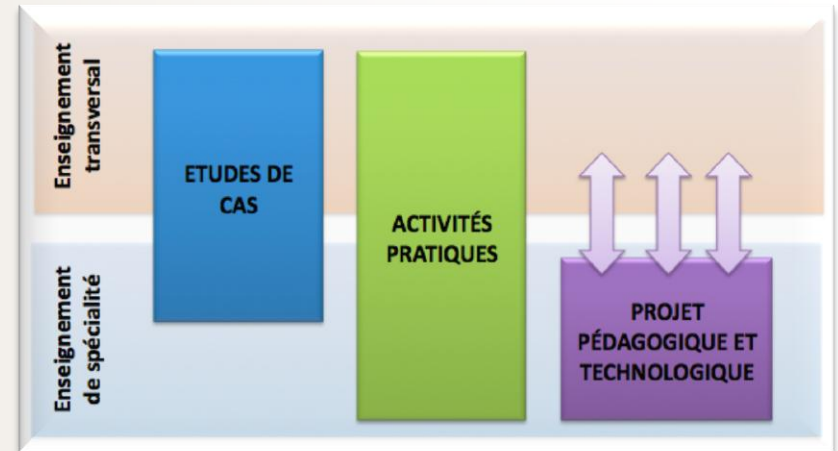 Enseignement
transversal
ETUDES DE
CAS
ACTIVITÉS
PRATIQUES
Enseignement
de spécialité
PROJET
PÉDAGOGIQUE ET
TECHNOLOGIQUE